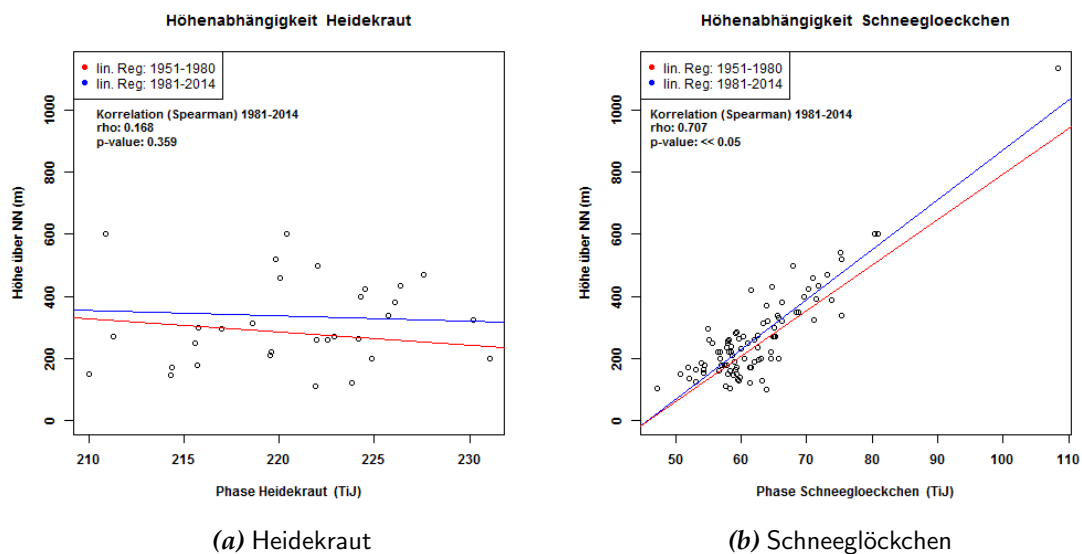 Höhenabhängigkeit Heidekraut
lin. Reg: 1951-1980
lin. Reg: 1981-2014
Korrelation (Spearman) 1981-2014
rho: 0.168
p-value: 0.359
Höhe über NN (m)
1000
800
600
400
200
0
210 215 220 225 230
Phase Heidekraut (TiJ)
(a) Heidekraut
Höhenabhängigkeit Schneegloeckchen
lin. Reg: 1951-1980
lin. Reg: 1981-2014
Korrelation (Spearman) 1981-2014
rho: 0.707
p-value: << 0.05
Höhe über NN (m)
1000
800
600
400
200
0
50 60 70 80 90 100 110
Phase Schneegloeckchen (TiJ)
(b) Schneeglöckchen